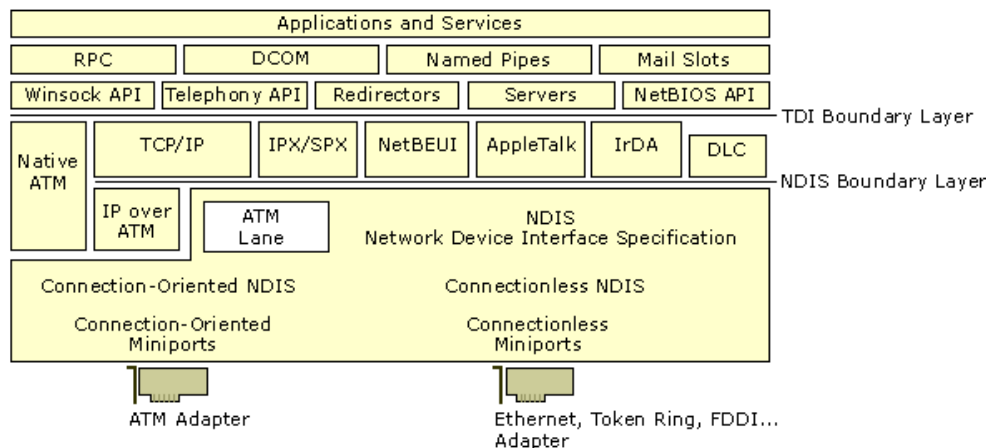 Applications and Services
RPC
DCOM
Named Pipes
Mail Slots
Winsock API
Telephony API
Redirectors
Servers
NetBIOS API
TDI Boundary Layer
Native
ATM
TCP/IP
IPX/SPX
NetBEUI
AppleTalk
IrDA
DLC
NDIS Boundary Layer
IP over
ATM
ATM
Lane
NDIS
Network Device Interface Specification
Connection-Oriented NDIS
Connectionless NDIS
Connection-Oriented
Miniports
Connectionless
Miniports
ATM Adapter
Ethernet, Token Ring, FDDI...
Adapter